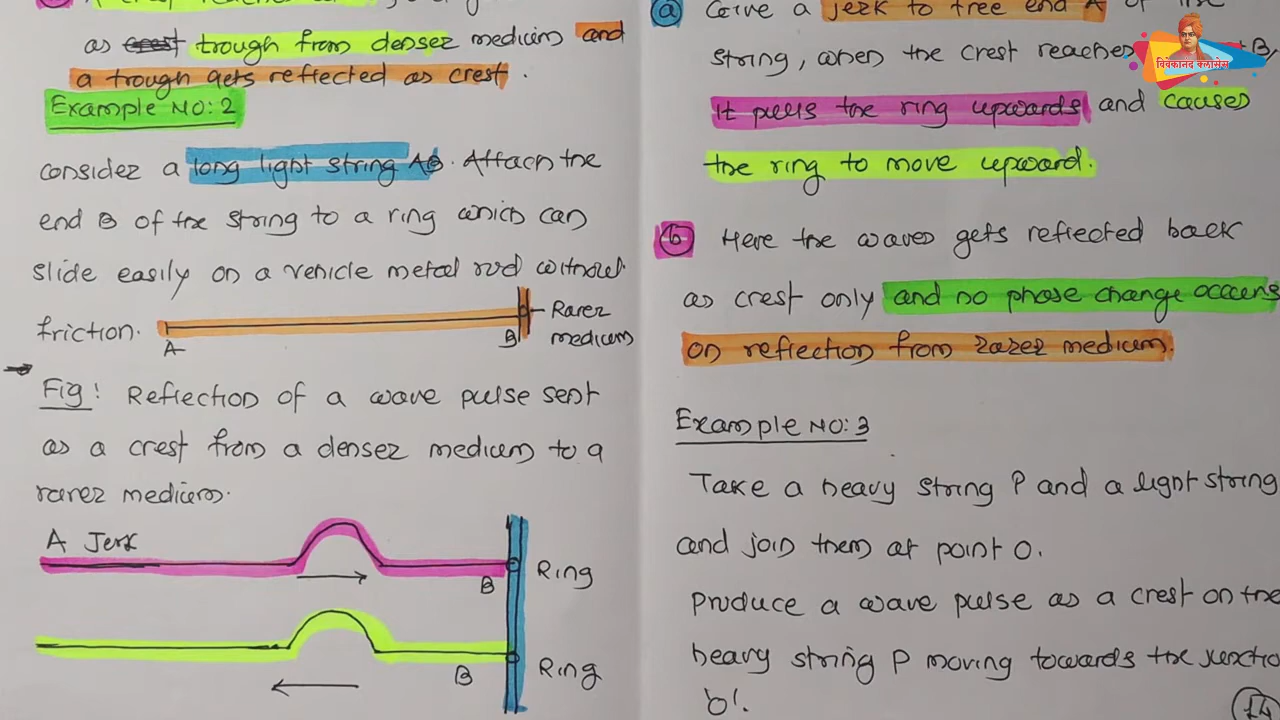 as crest trough from denser medium and
a trough gets reflected as crest.
Example NO: 2
consider a long light string AB. Attach the
end B of the string to a ring which can
slide easily on a vehicle metal rod without
friction.
A
B
Rarer
medium
Fig: Reflection of a wave pulse sent
as a crest from a denser medium to a
rarer medium.
A Jerk
B
Ring
B
Ring
a Give a jerk to free end A of the
string, when the crest reaches B,
It pulls the ring upwards and causes
the ring to move upward.
b Here the waves gets reflected back
as crest only and no phase change occurs
on reflection from rarer medium.
Example NO: 3
Take a heavy string P and a light string
and join them at point O.
Produce a wave pulse as a crest on the
heavy string P moving towards the junctio
'O'.
14
विवेकानंद क्लासेस